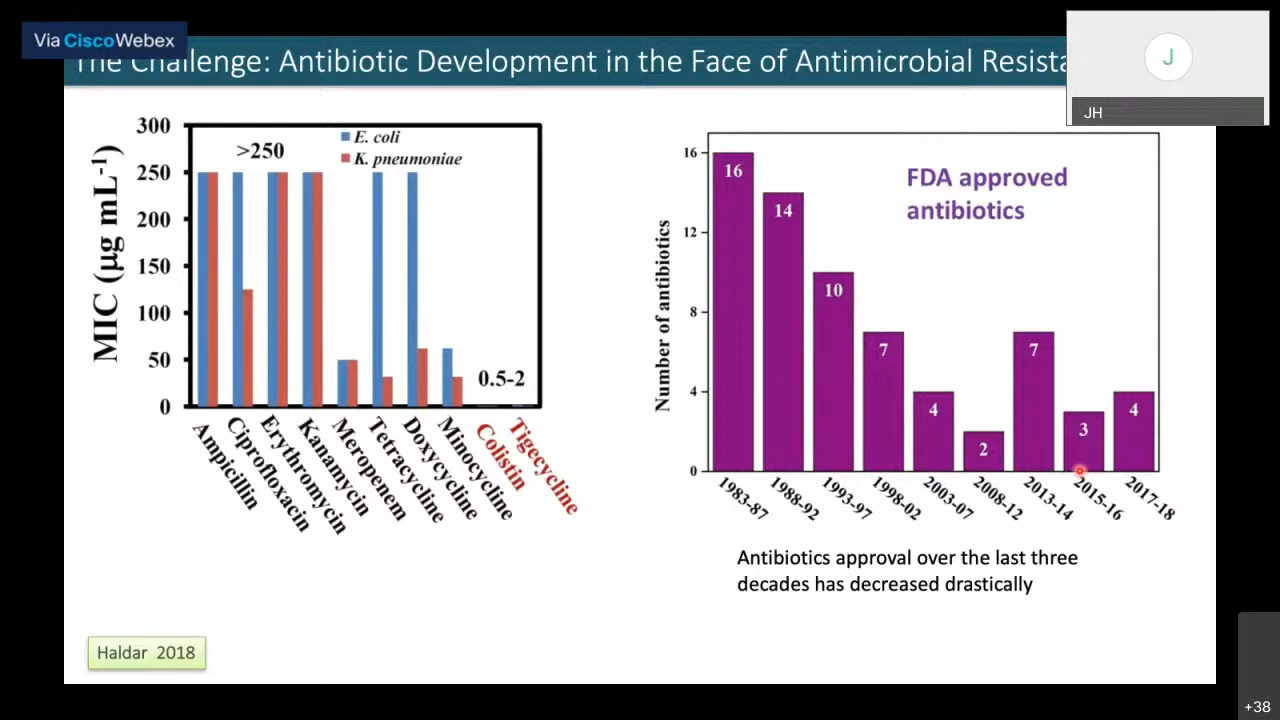 Via CiscoWebex
The Challenge: Antibiotic Development in the Face of Antimicrobial
J
JH
300
250
200
150
100
50
0
MIC (µg mL-1)
>250
E. coli
K. pneumoniae
0.5-2
Ampicillin
Ciprofloxacin
Erythromycin
Kanamycin
Meropenem
Tetracycline
Doxycycline
Minocycline
Colistin
Tigecycline
Number of antibiotics
16
12
8
4
0
FDA approved
antibiotics
16
14
10
7
4
2
7
3
4
1983-87
1988-92
1993-97
1998-02
2003-07
2008-12
2013-14
2015-16
2017-18
Antibiotics approval over the last three
decades has decreased drastically
Haldar 2018
+38